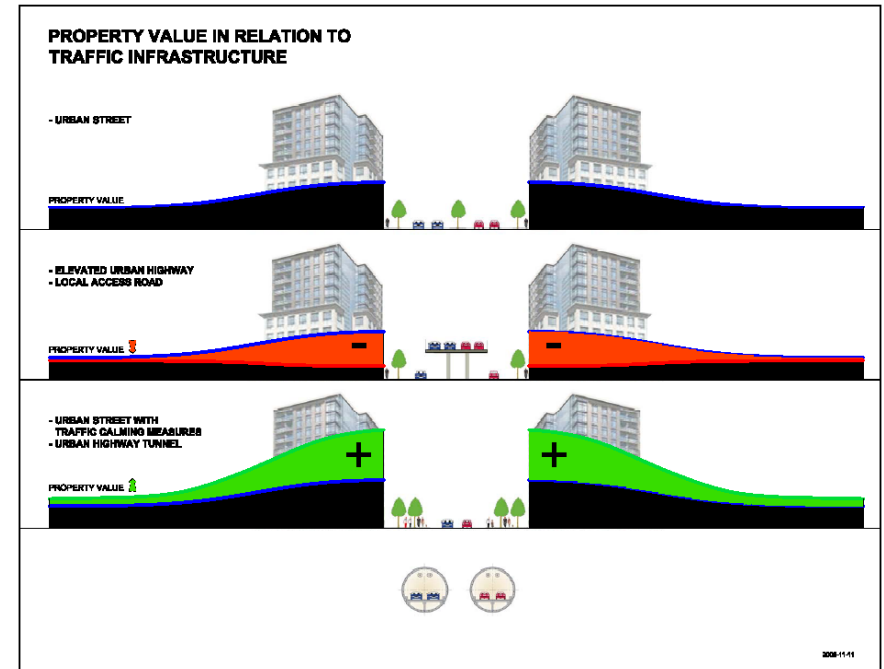 PROPERTY VALUE IN RELATION TO
TRAFFIC INFRASTRUCTURE
- URBAN STREET
PROPERTY VALUE
- ELEVATED URBAN HIGHWAY
- LOCAL ACCESS ROAD
PROPERTY VALUE
-
-
- URBAN STREET WITH
TRAFFIC CALMING MEASURES
- URBAN HIGHWAY TUNNEL
+
+
PROPERTY VALUE